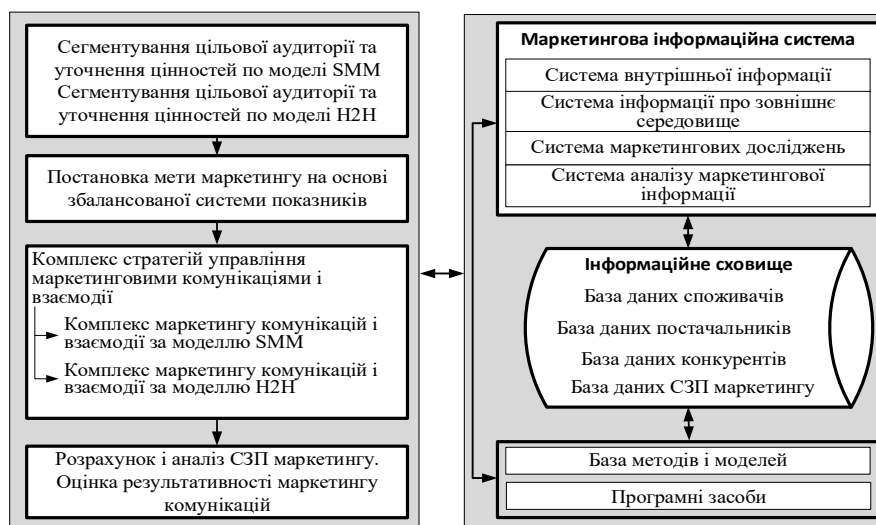 Сегментування цільової аудиторії та
уточнення цінностей по моделі SMM
Сегментування цільової аудиторії та
уточнення цінностей по моделі H2H
Постановка мети маркетингу на основі
збалансованої системи показників
Комплекс стратегій управління
маркетинговими комунікаціями і
взаємодії
Комплекс маркетингу комунікацій і
взаємодії за моделлю SMM
Комплекс маркетингу комунікацій і
взаємодії за моделлю H2H
Розрахунок і аналіз СЗП маркетингу.
Оцінка результативності маркетингу
комунікацій
Маркетингова інформаційна система
Система внутрішньої інформації
Система інформації про зовнішнє
середовище
Система маркетингових досліджень
Система аналізу маркетингової
інформації
Інформаційне сховище
База даних споживачів
База даних постачальників
База даних конкурентів
База даних СЗП маркетингу
База методів і моделей
Програмні засоби